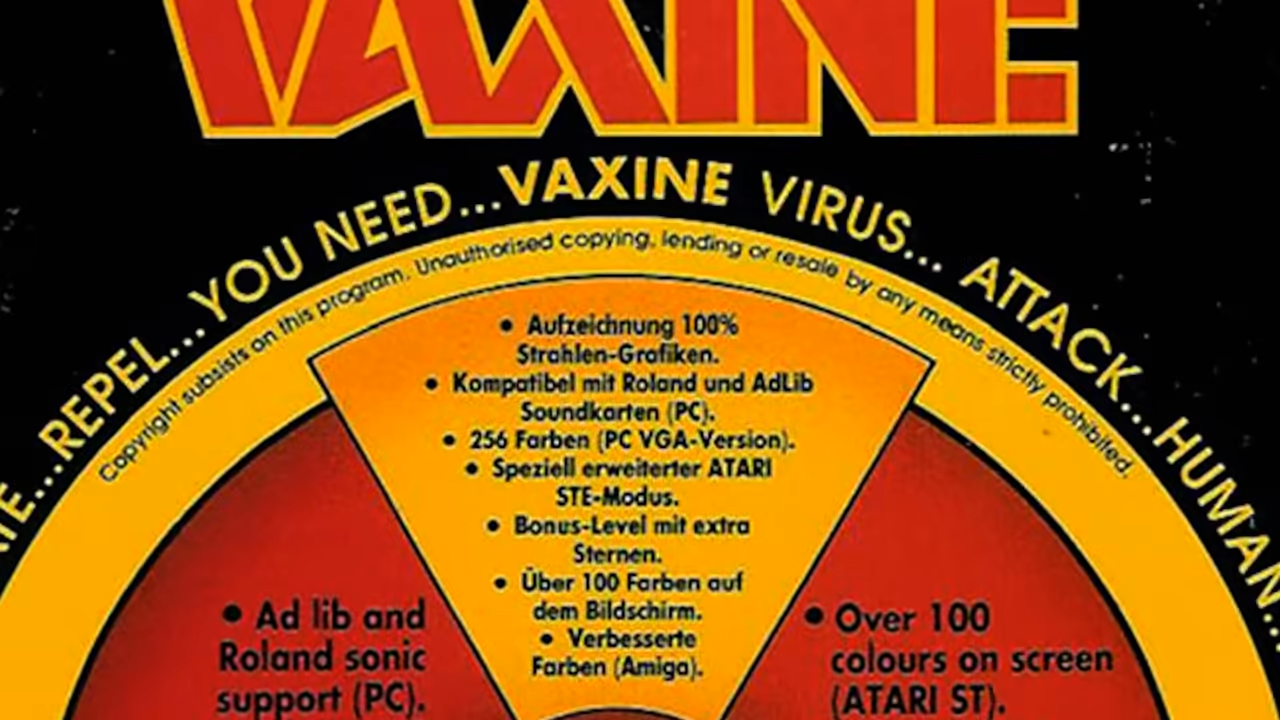 VAXINE
...REPEL...YOU NEED...VAXINE VIRUS... ATTACK...HUMAN...
Copyright subsists on this program. Unauthorised copying, lending or resale by any means strictly prohibited.
• Aufzeichnung 100%
Strahlen-Grafiken.
• Kompatibel mit Roland und AdLib
Soundkarten (PC).
• 256 Farben (PC VGA-Version).
• Speziell erweiterter ATARI
STE-Modus.
• Bonus-Level mit extra
Sternen.
• Über 100 Farben auf
dem Bildschirm.
• Verbesserte
Farben (Amiga).
• Ad lib and
Roland sonic
support (PC).
• Over 100
colours on screen
(ATARI ST).